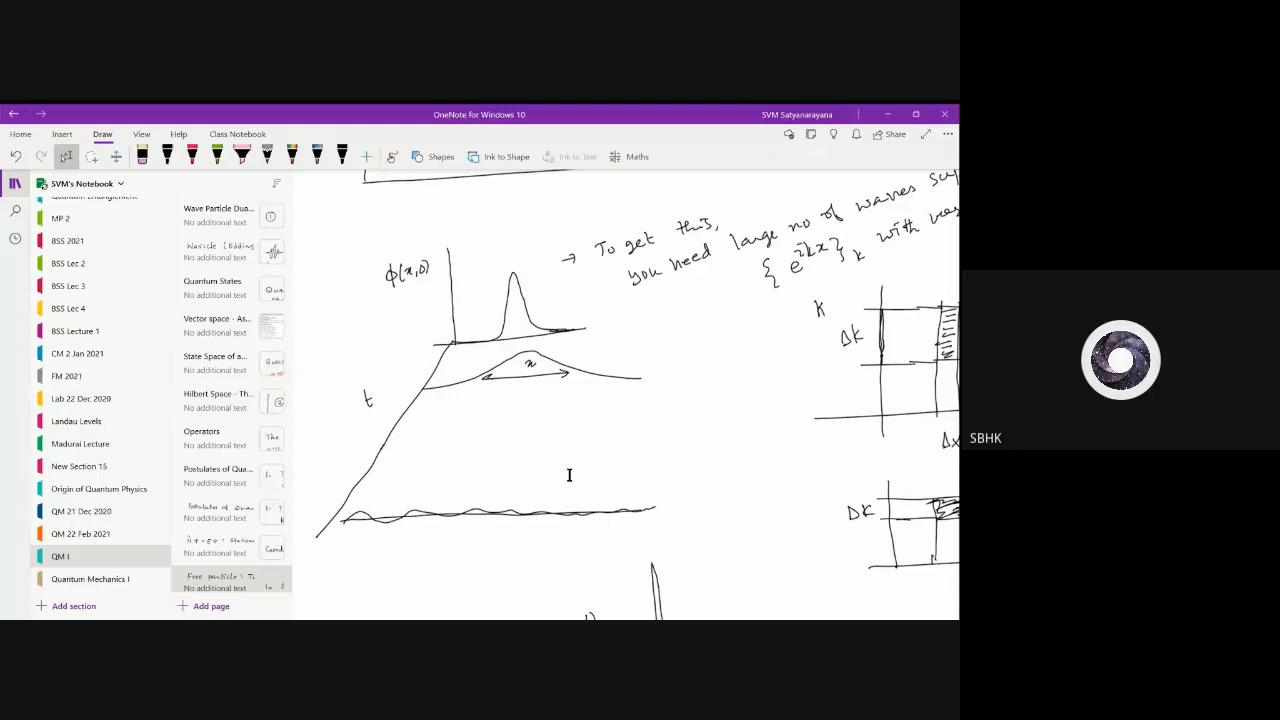 OneNote for Windows 10
SVM Satyanarayana
Home
Insert
Draw
View
Help
Class Notebook
Share
Shapes
Ink to Shape
Ink to Text
Maths
SVM's Notebook
MP 2
BSS 2021
BSS Lec 2
BSS Lec 3
BSS Lec 4
BSS Lecture 1
CM 2 Jan 2021
FM 2021
Lab 22 Dec 2020
Landau Levels
Madurai Lecture
New Section 15
Origin of Quantum Physics
QM 21 Dec 2020
QM 22 Feb 2021
QM I
Quantum Mechanics I
Add section
Wave Particle Dua...
No additional text
No additional text
Quantum States
No additional text
Vector space - As...
No additional text
State Space of a...
No additional text
Hilbert Space - Th...
No additional text
Operators
No additional text
Postulates of Qua...
No additional text
No additional text
No additional text
Free particle : Ti
No additional text
Add page
→ To get this,
you need large no of waves sup
{ e^{ikx} }_k with
ϕ(x,0)
x
t
K
Δk
Δx
Δk
SBHK